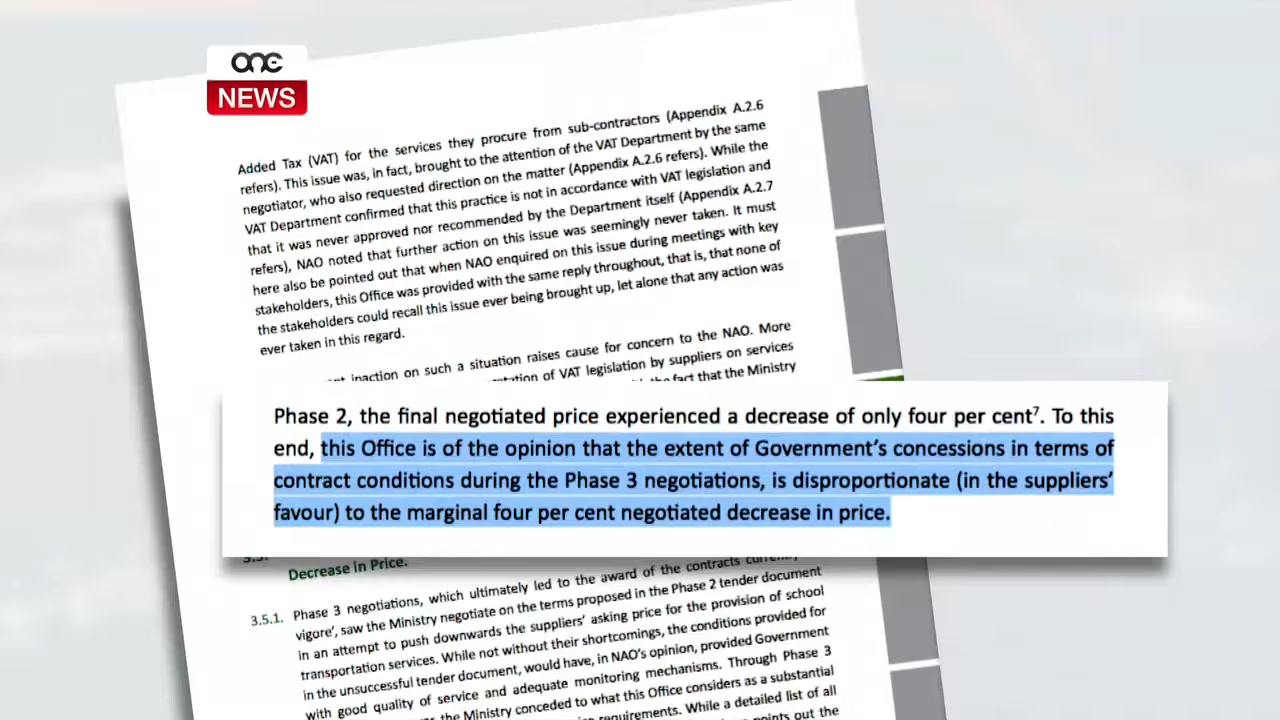 one
NEWS
Added Tax (VAT) for the services they procure from sub-contractors (Appendix A.2.6
refers). This issue was, in fact, brought to the attention of the VAT Department by the same
negotiator, who also requested direction on the matter (Appendix A.2.6 refers). While the
VAT Department confirmed that this practice is not in accordance with VAT legislation and
that it was never approved nor recommended by the Department itself (Appendix A.2.7
refers), NAO noted that further action on this issue was seemingly never taken. It must
here also be pointed out that when NAO enquired on this issue during meetings with key
stakeholders, this Office was provided with the same reply throughout, that is, that none of
the stakeholders could recall this issue ever being brought up, let alone that any action was
ever taken in this regard.
inaction on such a situation raises cause for concern to the NAO. More
of VAT legislation by suppliers on services
fact that the Ministry
Phase 2, the final negotiated price experienced a decrease of only four per cent⁷. To this
end, this Office is of the opinion that the extent of Government’s concessions in terms of
contract conditions during the Phase 3 negotiations, is disproportionate (in the suppliers’
favour) to the marginal four per cent negotiated decrease in price.
Decrease in Price.
3.5.1. Phase 3 negotiations, which ultimately led to the award of the contracts
vigore’, saw the Ministry negotiate on the terms proposed in the Phase 2 tender document
in an attempt to push downwards the suppliers’ asking price for the provision of school
transportation services. While not without their shortcomings, the conditions provided for
in the unsuccessful tender document, would have, in NAO’s opinion, provided Government
with good quality of service and adequate monitoring mechanisms. Through Phase 3
the Ministry conceded to what this Office considers as a substantial
requirements. While a detailed list of all
points out the